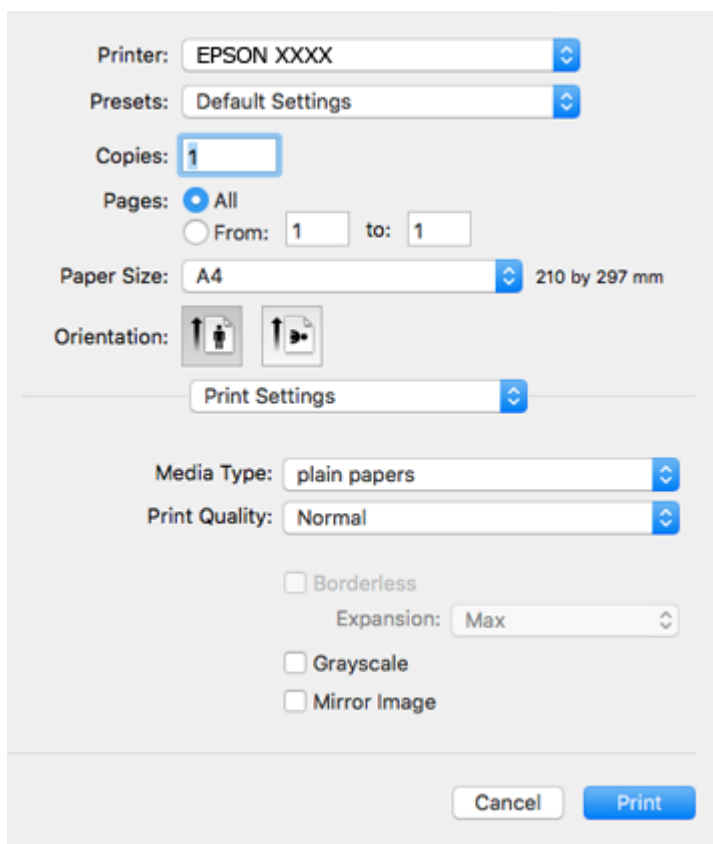 Printer: EPSON XXXX
Presets: Default Settings
Copies: 1
Pages: All
From: 1 to: 1
Paper Size: A4 210 by 297 mm
Orientation:
Print Settings
Media Type: plain papers
Print Quality: Normal
Borderless
Expansion: Max
Grayscale
Mirror Image
Cancel Print